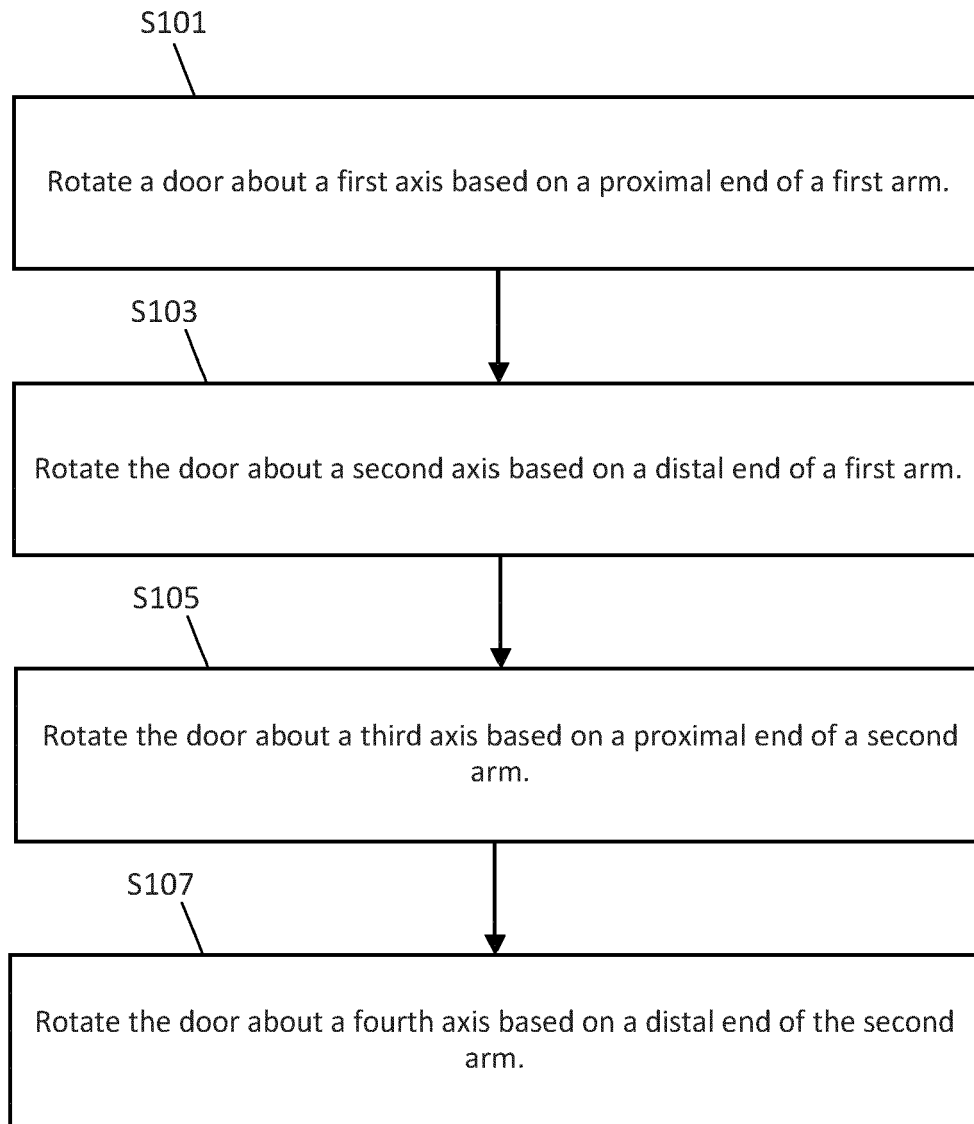 S101
Rotate a door about a first axis based on a proximal end of a first arm.
S103
Rotate the door about a second axis based on a distal end of a first arm.
S105
Rotate the door about a third axis based on a proximal end of a second
arm.
S107
Rotate the door about a fourth axis based on a distal end of the second
arm.